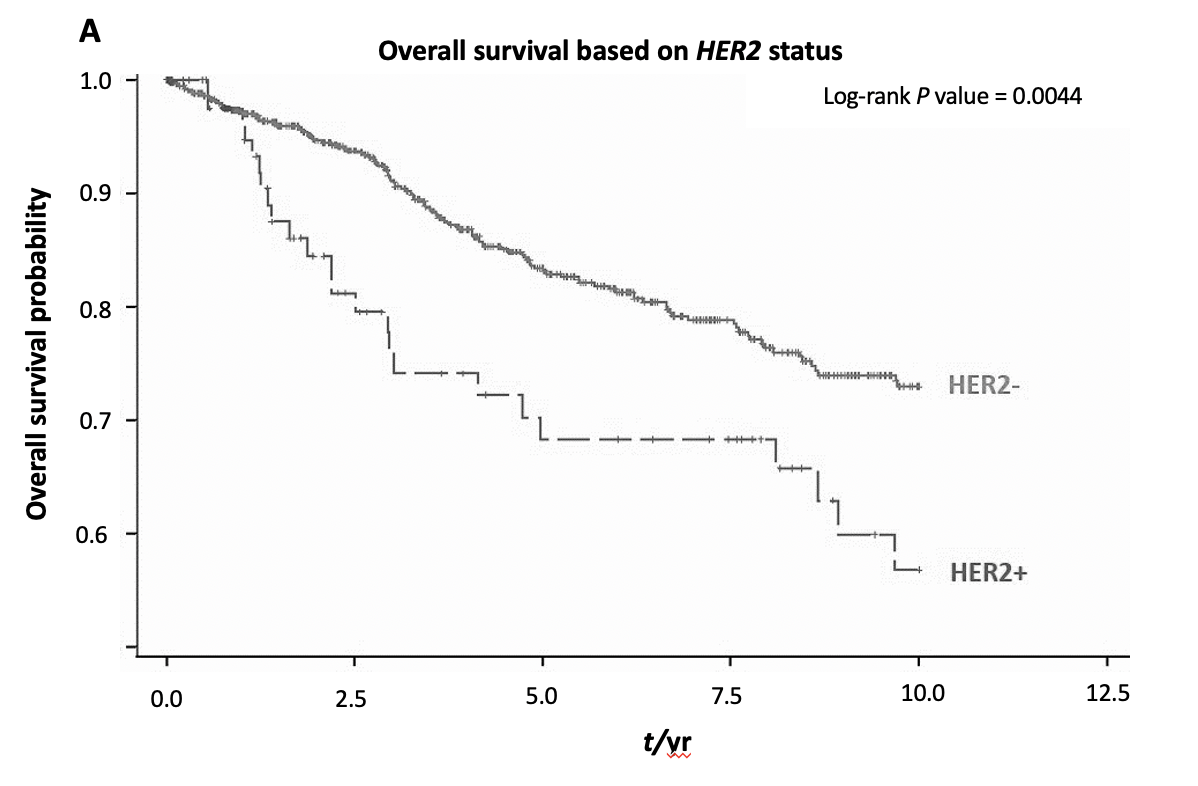 A
Overall survival based on HER2 status
Log-rank P value = 0.0044
Overall survival probability
1.0
0.9
0.8
0.7
0.6
HER2-
HER2+
0.0 2.5 5.0 7.5 10.0 12.5
t/yr